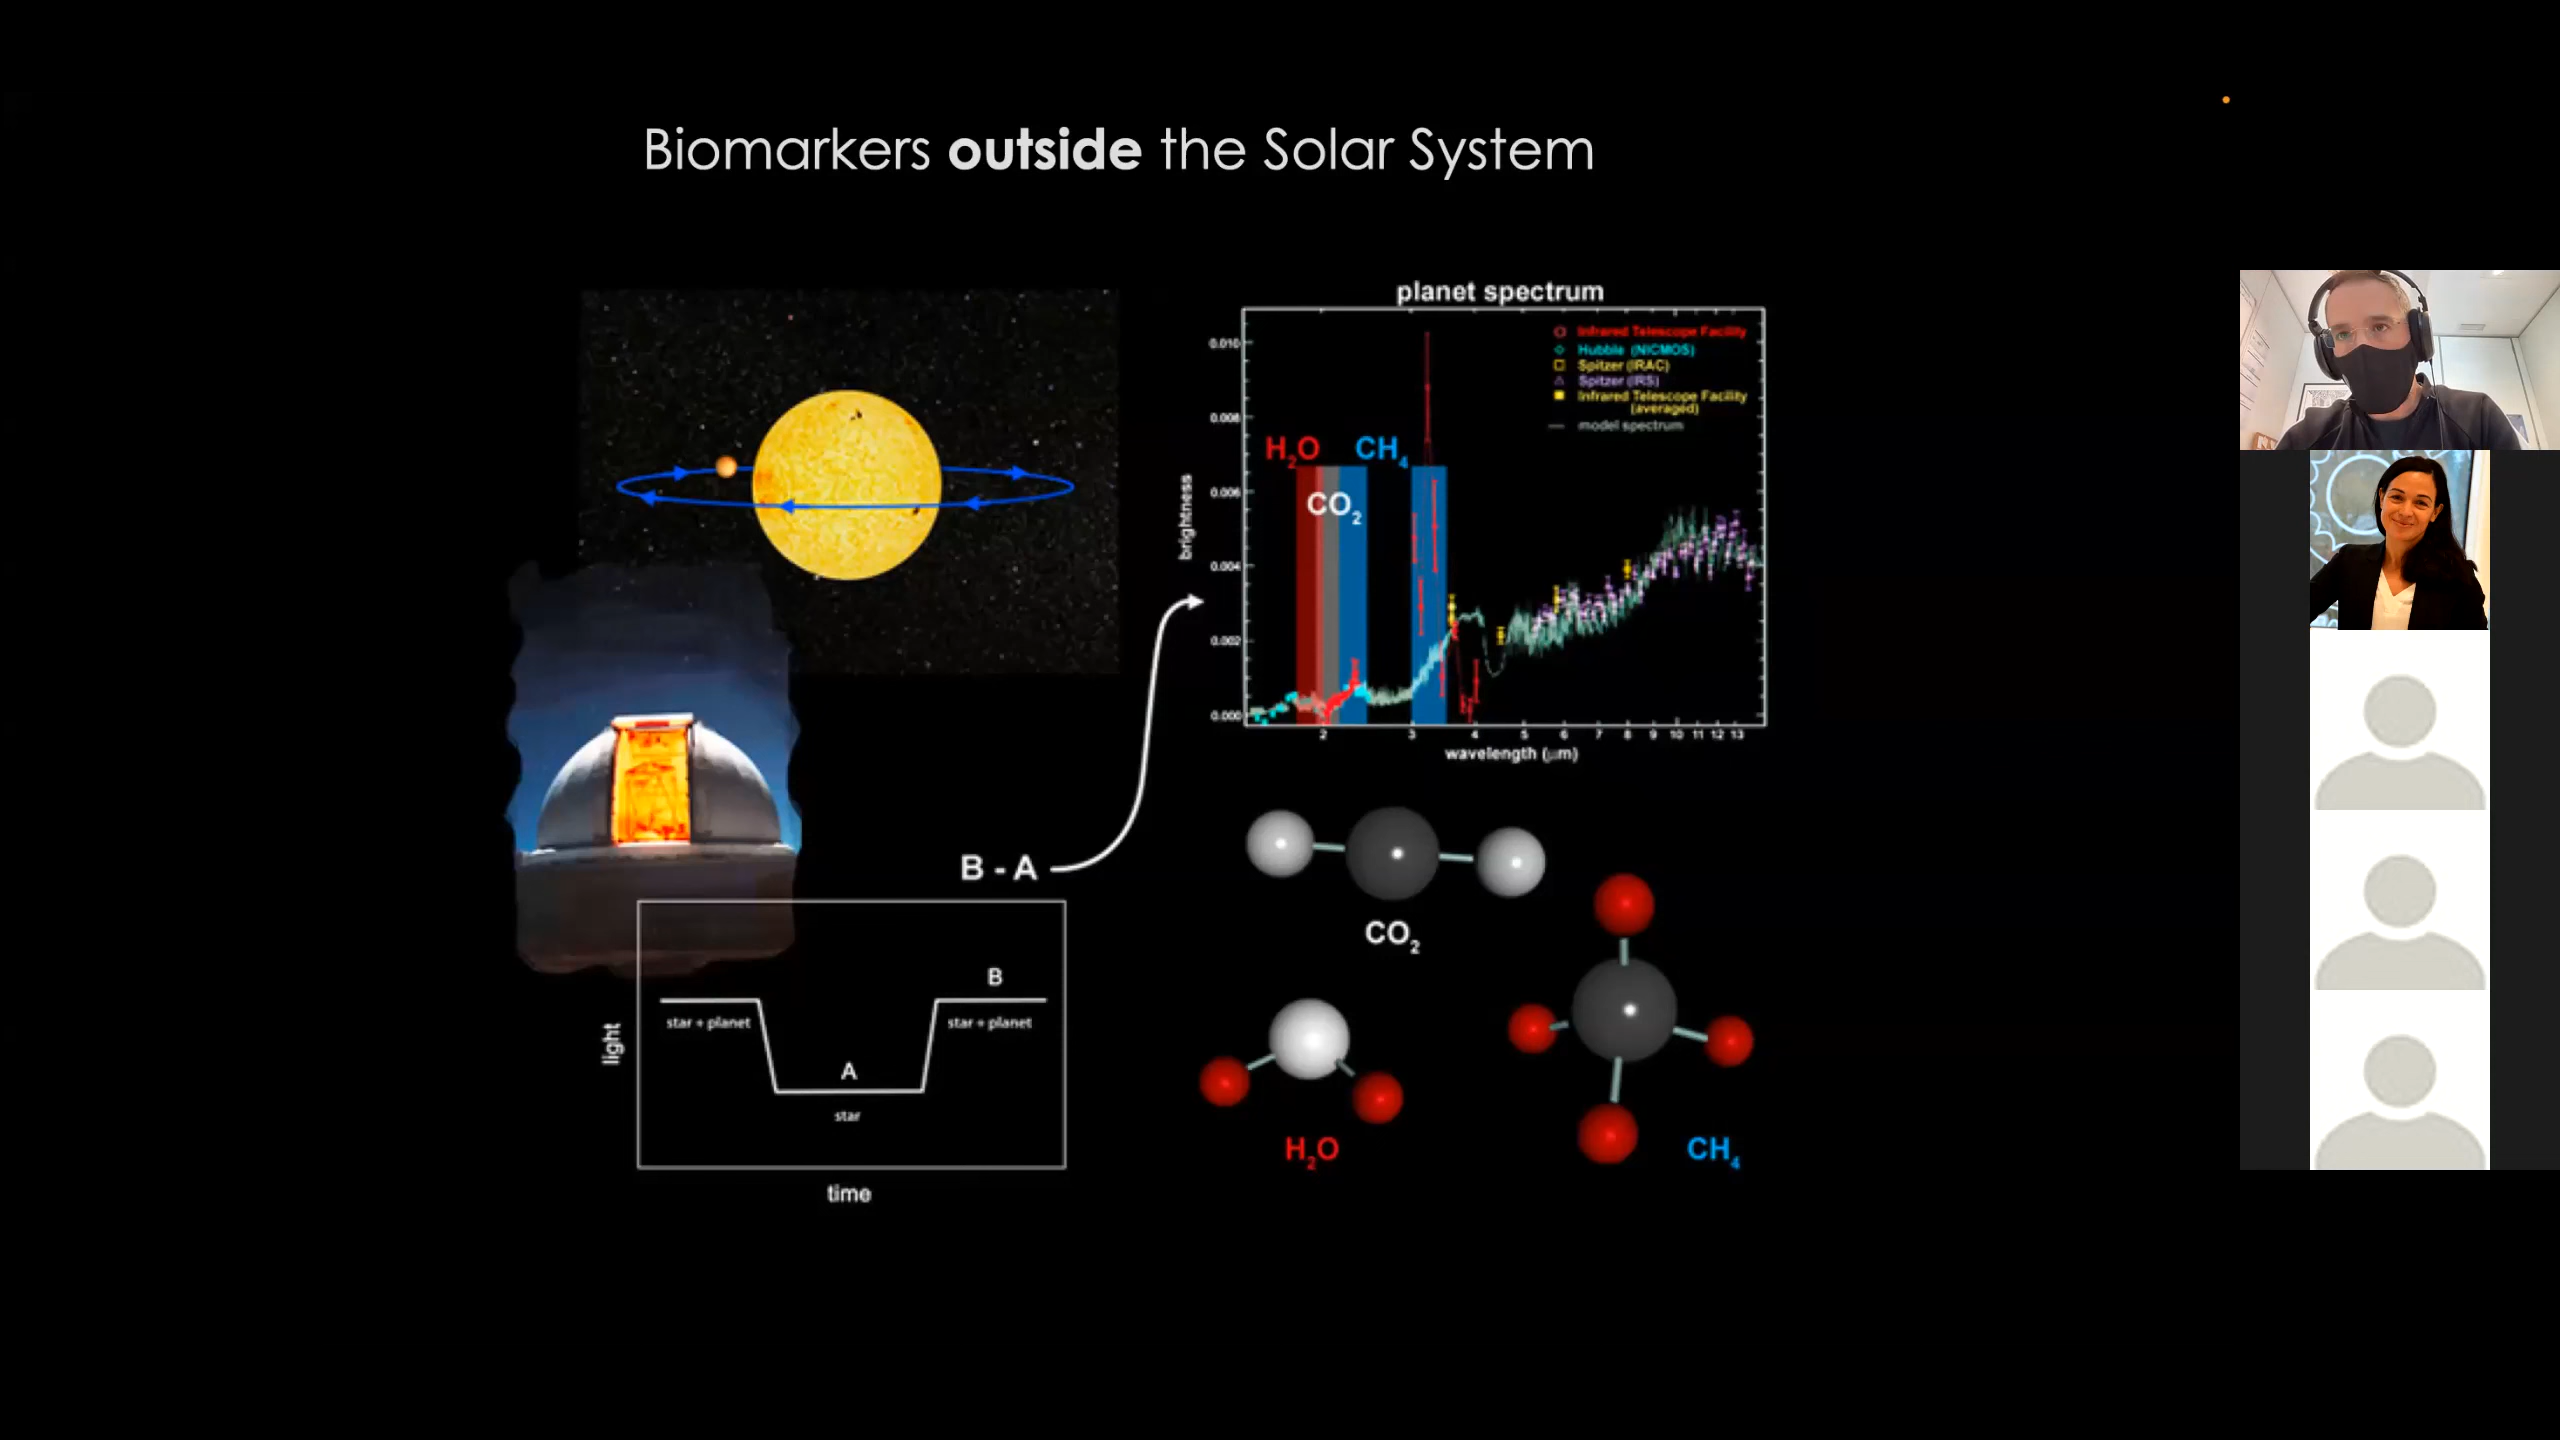 Biomarkers outside the Solar System
planet spectrum
Infrared Telescope Facility
Hubble (NICMOS)
Spitzer (IRAC)
Spitzer (IRS)
Infrared Telescope Facility
(averaged)
model spectrum
0.010
0.008
0.006
0.004
0.002
0.000
brightness
H₂O
CH₄
CO₂
2 3 4 5 6 7 8 9 10 11 12 13
wavelength (μm)
B - A
B
star + planet
star + planet
A
star
light
time
CO₂
H₂O
CH₄